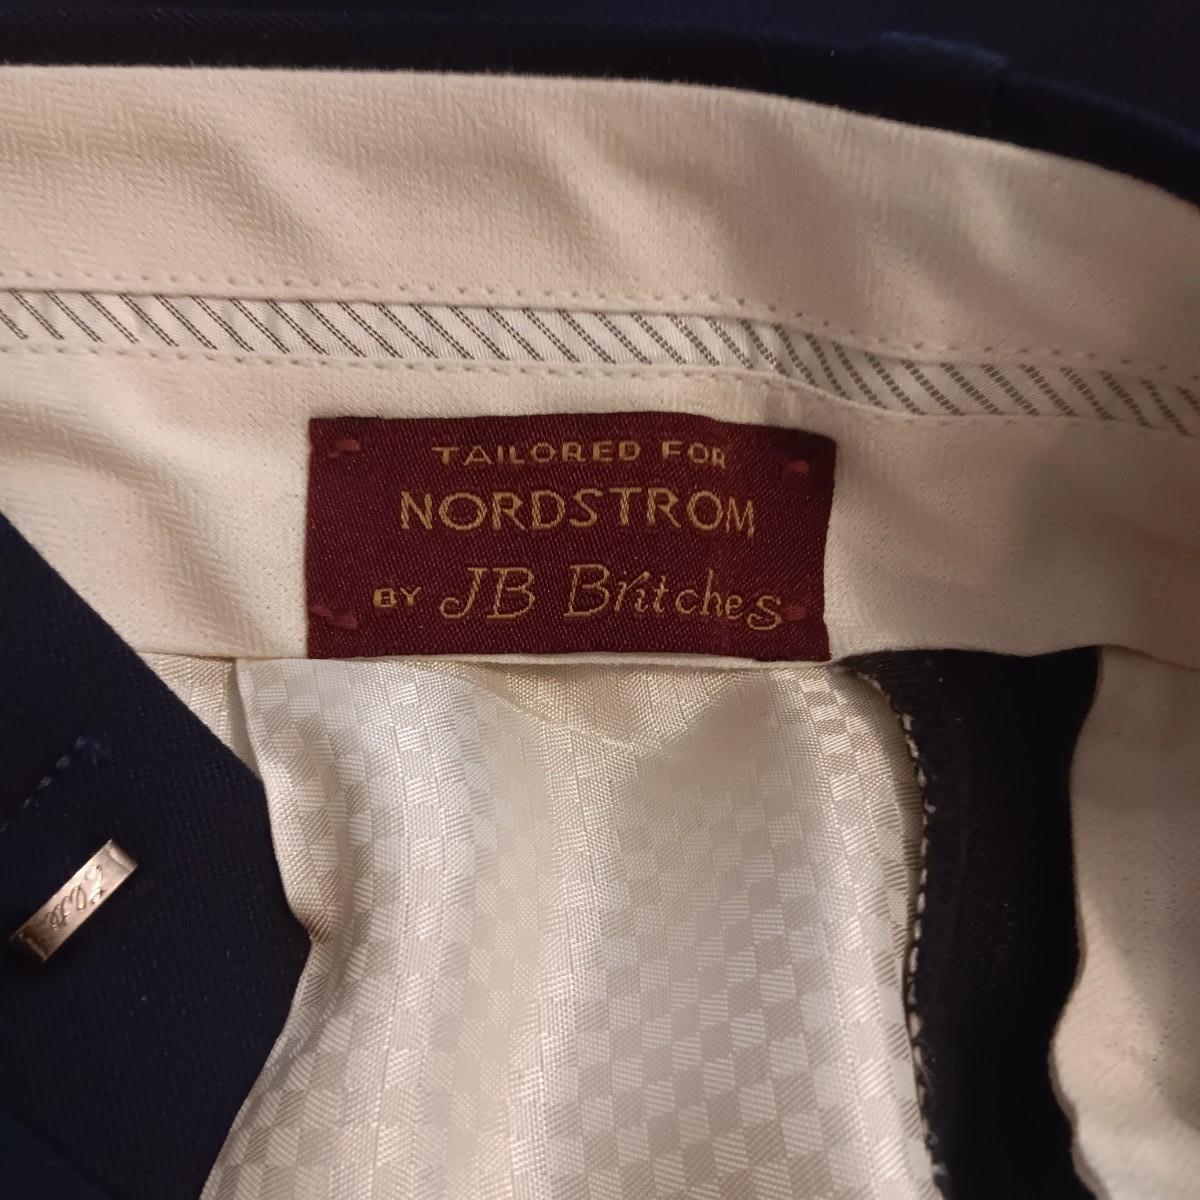 TAILORED FOR
NORDSTROM
BY JB Britches